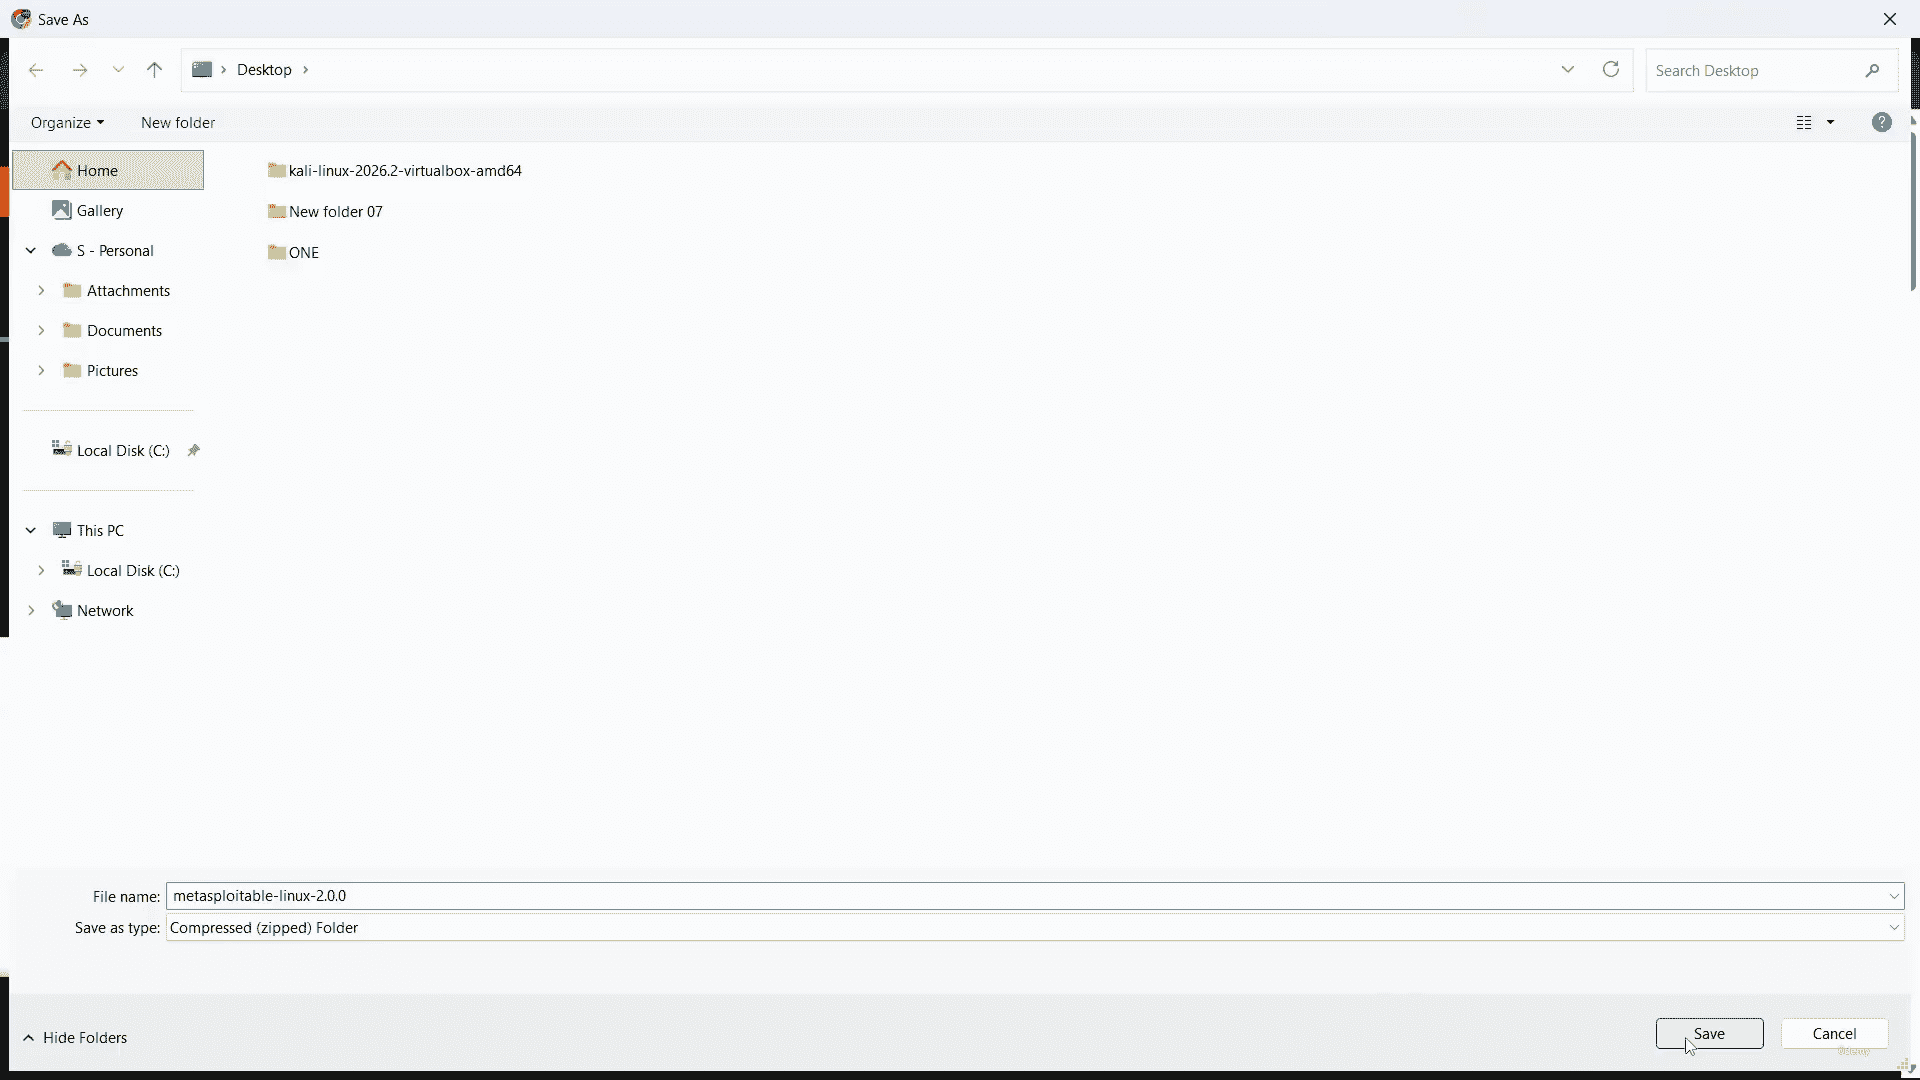 Save As
Desktop
Search Desktop
Organize
New folder
?
Home
Gallery
S - Personal
Attachments
Documents
Pictures
Local Disk (C:)
This PC
Local Disk (C:)
Network
kali-linux-2026.2-virtualbox-amd64
New folder 07
ONE
File name: metasploitable-linux-2.0.0
Save as type: Compressed (zipped) Folder
Hide Folders
Save
Cancel
Udemy